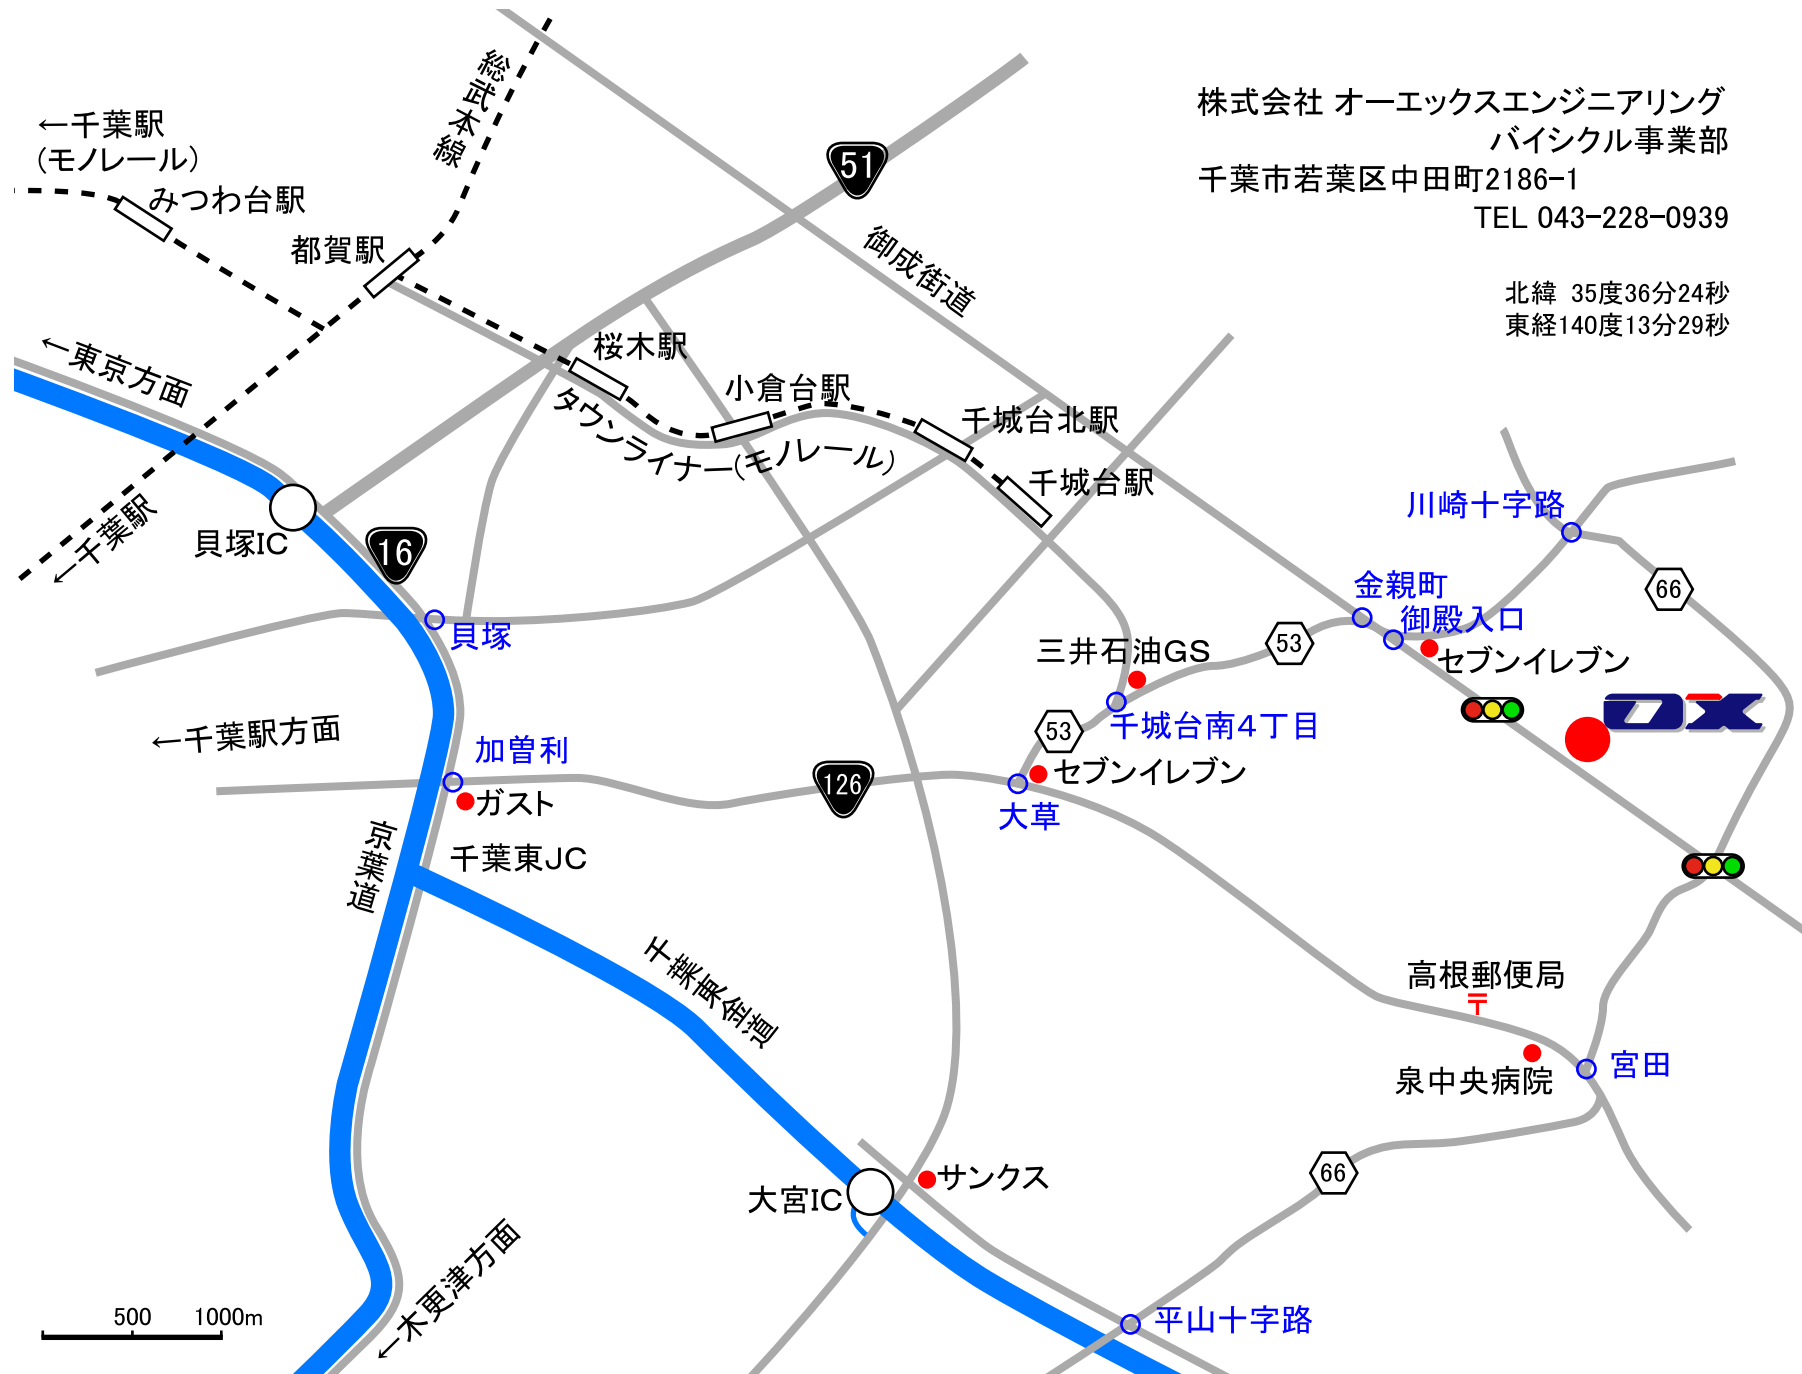 総武本線
←千葉駅
(モノレール)
みつわ台駅
都賀駅
51
株式会社 オーエックスエンジニアリング
バイシクル事業部
千葉市若葉区中田町2186-1
TEL 043-228-0939
北緯 35度36分24秒
東経140度13分29秒
御成街道
←東京方面
桜木駅
小倉台駅
千城台北駅
千城台駅
タウンライナー(モノレール)
←千葉駅
貝塚IC
16
貝塚
川崎十字路
66
金親町
御殿入口
セブンイレブン
53
三井石油GS
千城台南4丁目
53
セブンイレブン
大草
OX
←千葉駅方面
加曽利
ガスト
126
千葉東JC
京葉道
千葉東金道
高根郵便局
〒
泉中央病院
宮田
66
サンクス
大宮IC
平山十字路
←木更津方面
500 1000m